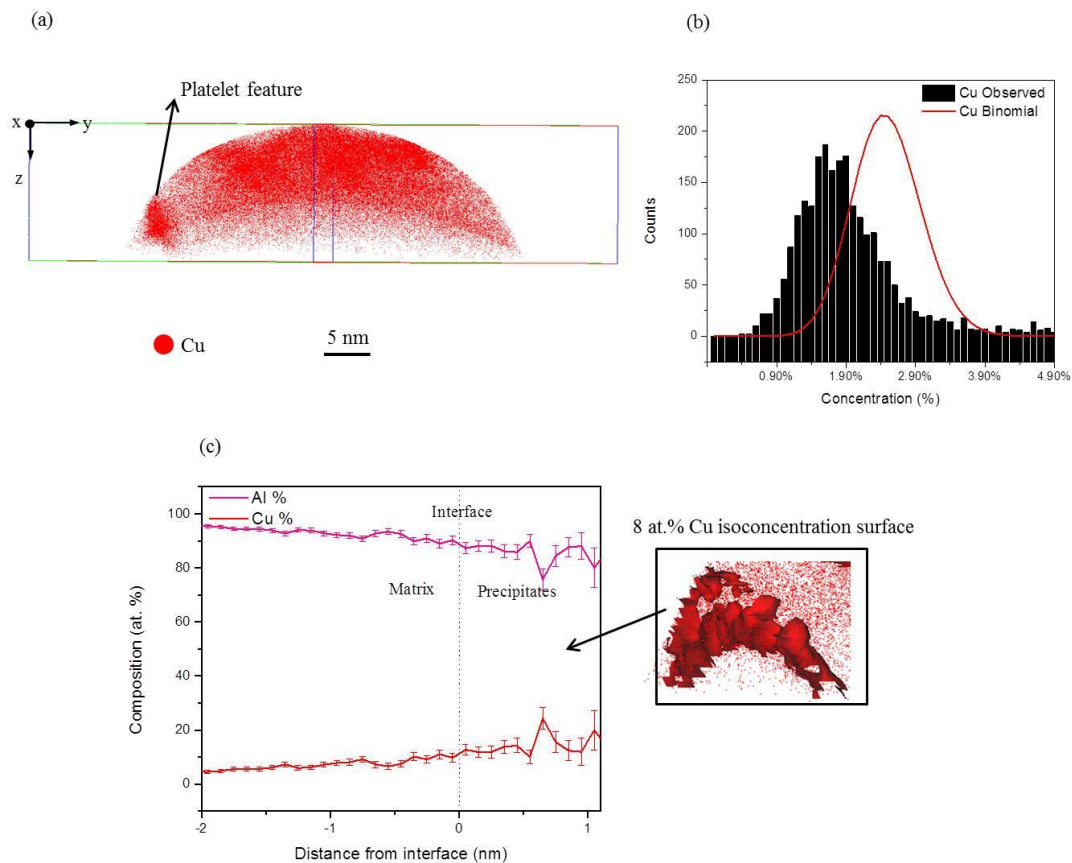 (a)
Platelet feature
x
y
z
Cu
5 nm
(b)
250
200
150
100
50
0
Counts
Cu Observed
Cu Binomial
0.90%
1.90%
2.90%
3.90%
4.90%
Concentration (%)
(c)
100
80
60
40
20
0
Composition (at. %)
Al %
Cu %
Interface
Matrix
Precipitates
-2
-1
0
1
Distance from interface (nm)
8 at.% Cu isoconcentration surface